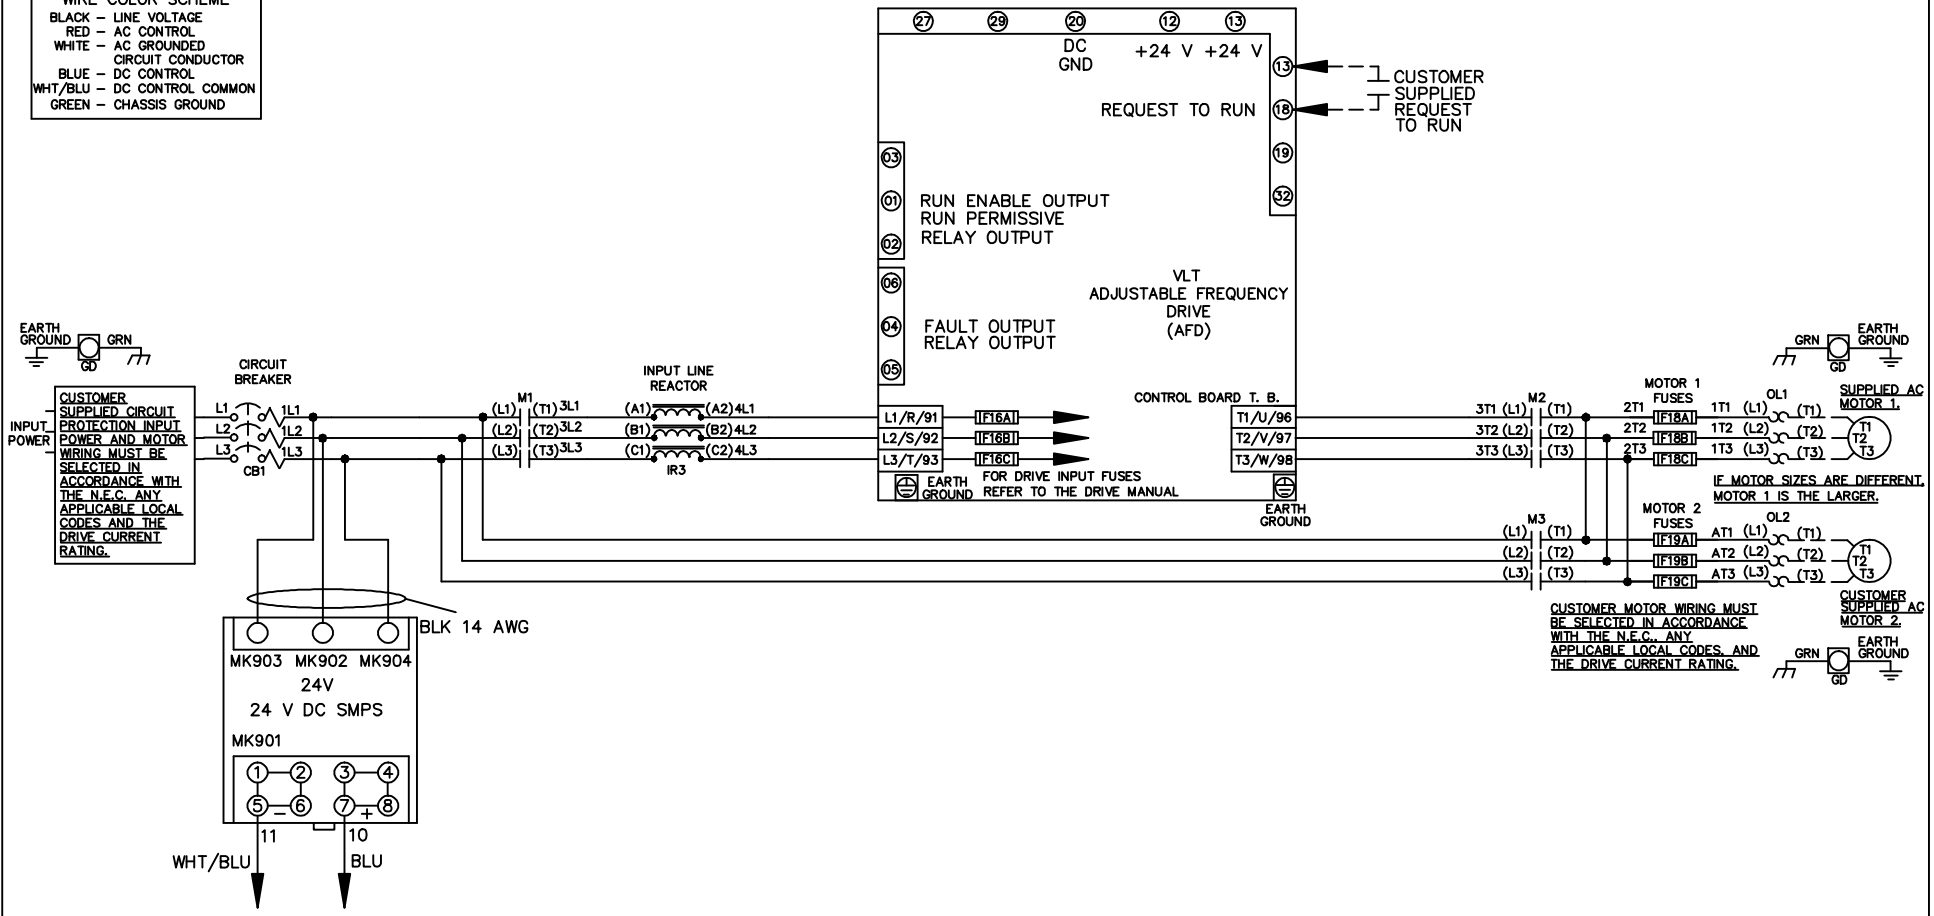 WIRE COLOR SCHEME
BLACK – LINE VOLTAGE
RED – AC CONTROL
WHITE – AC GROUNDED
CIRCUIT CONDUCTOR
BLUE – DC CONTROL
WHT/BLU – DC CONTROL COMMON
GREEN – CHASSIS GROUND
27 29 20 12 13
DC
GND
+24 V +24 V
13
REQUEST TO RUN 18
19
32
CUSTOMER
SUPPLIED
REQUEST
TO RUN
03
01
02
RUN ENABLE OUTPUT
RUN PERMISSIVE
RELAY OUTPUT
06
04
05
FAULT OUTPUT
RELAY OUTPUT
VLT
ADJUSTABLE FREQUENCY
DRIVE
(AFD)
CONTROL BOARD T. B.
L1/R/91 F16A T1/U/96
L2/S/92 F16B T2/V/97
L3/T/93 F16C T3/W/98
EARTH
GROUND
FOR DRIVE INPUT FUSES
REFER TO THE DRIVE MANUAL
EARTH
GROUND
EARTH
GROUND
GRN
GD
INPUT
POWER
CUSTOMER
SUPPLIED CIRCUIT
PROTECTION INPUT
POWER AND MOTOR
WIRING MUST BE
SELECTED IN
ACCORDANCE WITH
THE N.E.C. ANY
APPLICABLE LOCAL
CODES AND THE
DRIVE CURRENT
RATING.
CIRCUIT
BREAKER
L1 1L1
L2 1L2
L3 1L3
CB1
M1
(L1) (T1) 3L1
(L2) (T2) 3L2
(L3) (T3) 3L3
INPUT LINE
REACTOR
(A1) (A2) 4L1
(B1) (B2) 4L2
(C1) (C2) 4L3
IR3
M2
3T1 (L1) (T1)
3T2 (L2) (T2)
3T3 (L3) (T3)
MOTOR 1
FUSES
2T1 F18A 1T1 (L1) (T1)
2T2 F18B 1T2 (L2) (T2)
2T3 F18C 1T3 (L3) (T3)
OL1
GRN
GD
EARTH
GROUND
SUPPLIED AC
MOTOR 1.
T1
T2
T3
IF MOTOR SIZES ARE DIFFERENT,
MOTOR 1 IS THE LARGER.
M3
(L1) (T1)
(L2) (T2)
(L3) (T3)
MOTOR 2
FUSES
F19A AT1 (L1) (T1)
F19B AT2 (L2) (T2)
F19C AT3 (L3) (T3)
OL2
T1
T2
T3
CUSTOMER
SUPPLIED AC
MOTOR 2.
CUSTOMER MOTOR WIRING MUST
BE SELECTED IN ACCORDANCE
WITH THE N.E.C., ANY
APPLICABLE LOCAL CODES, AND
THE DRIVE CURRENT RATING.
GRN
GD
EARTH
GROUND
BLK 14 AWG
MK903 MK902 MK904
24V
24 V DC SMPS
MK901
1 2 3 4
5 – 6 7 + 8
11 10
WHT/BLU BLU